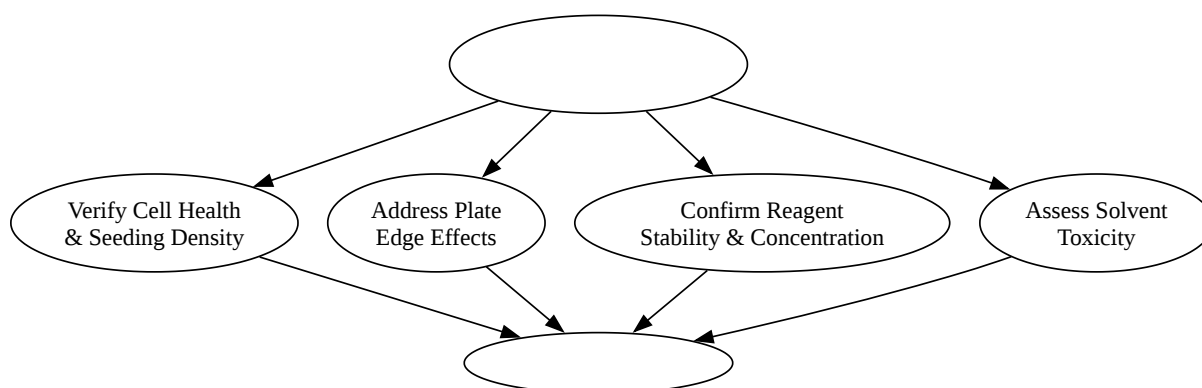 Verify Cell Health
& Seeding Density
Address Plate
Edge Effects
Confirm Reagent
Stability & Concentration
Assess Solvent
Toxicity